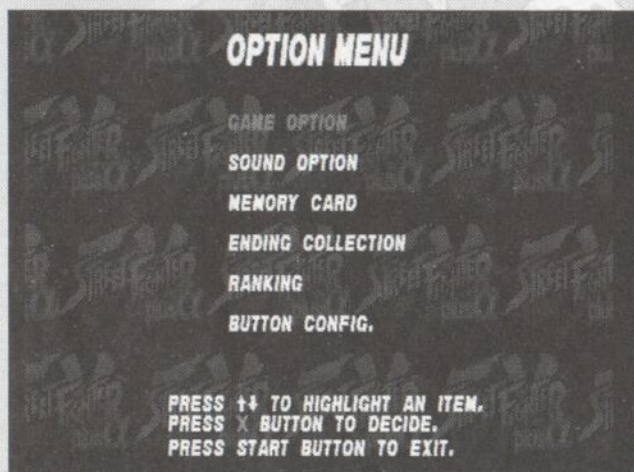 OPTION MENU
GAME OPTION
SOUND OPTION
MEMORY CARD
ENDING COLLECTION
RANKING
BUTTON CONFIG.
PRESS ↑↓ TO HIGHLIGHT AN ITEM.
PRESS X BUTTON TO DECIDE.
PRESS START BUTTON TO EXIT.